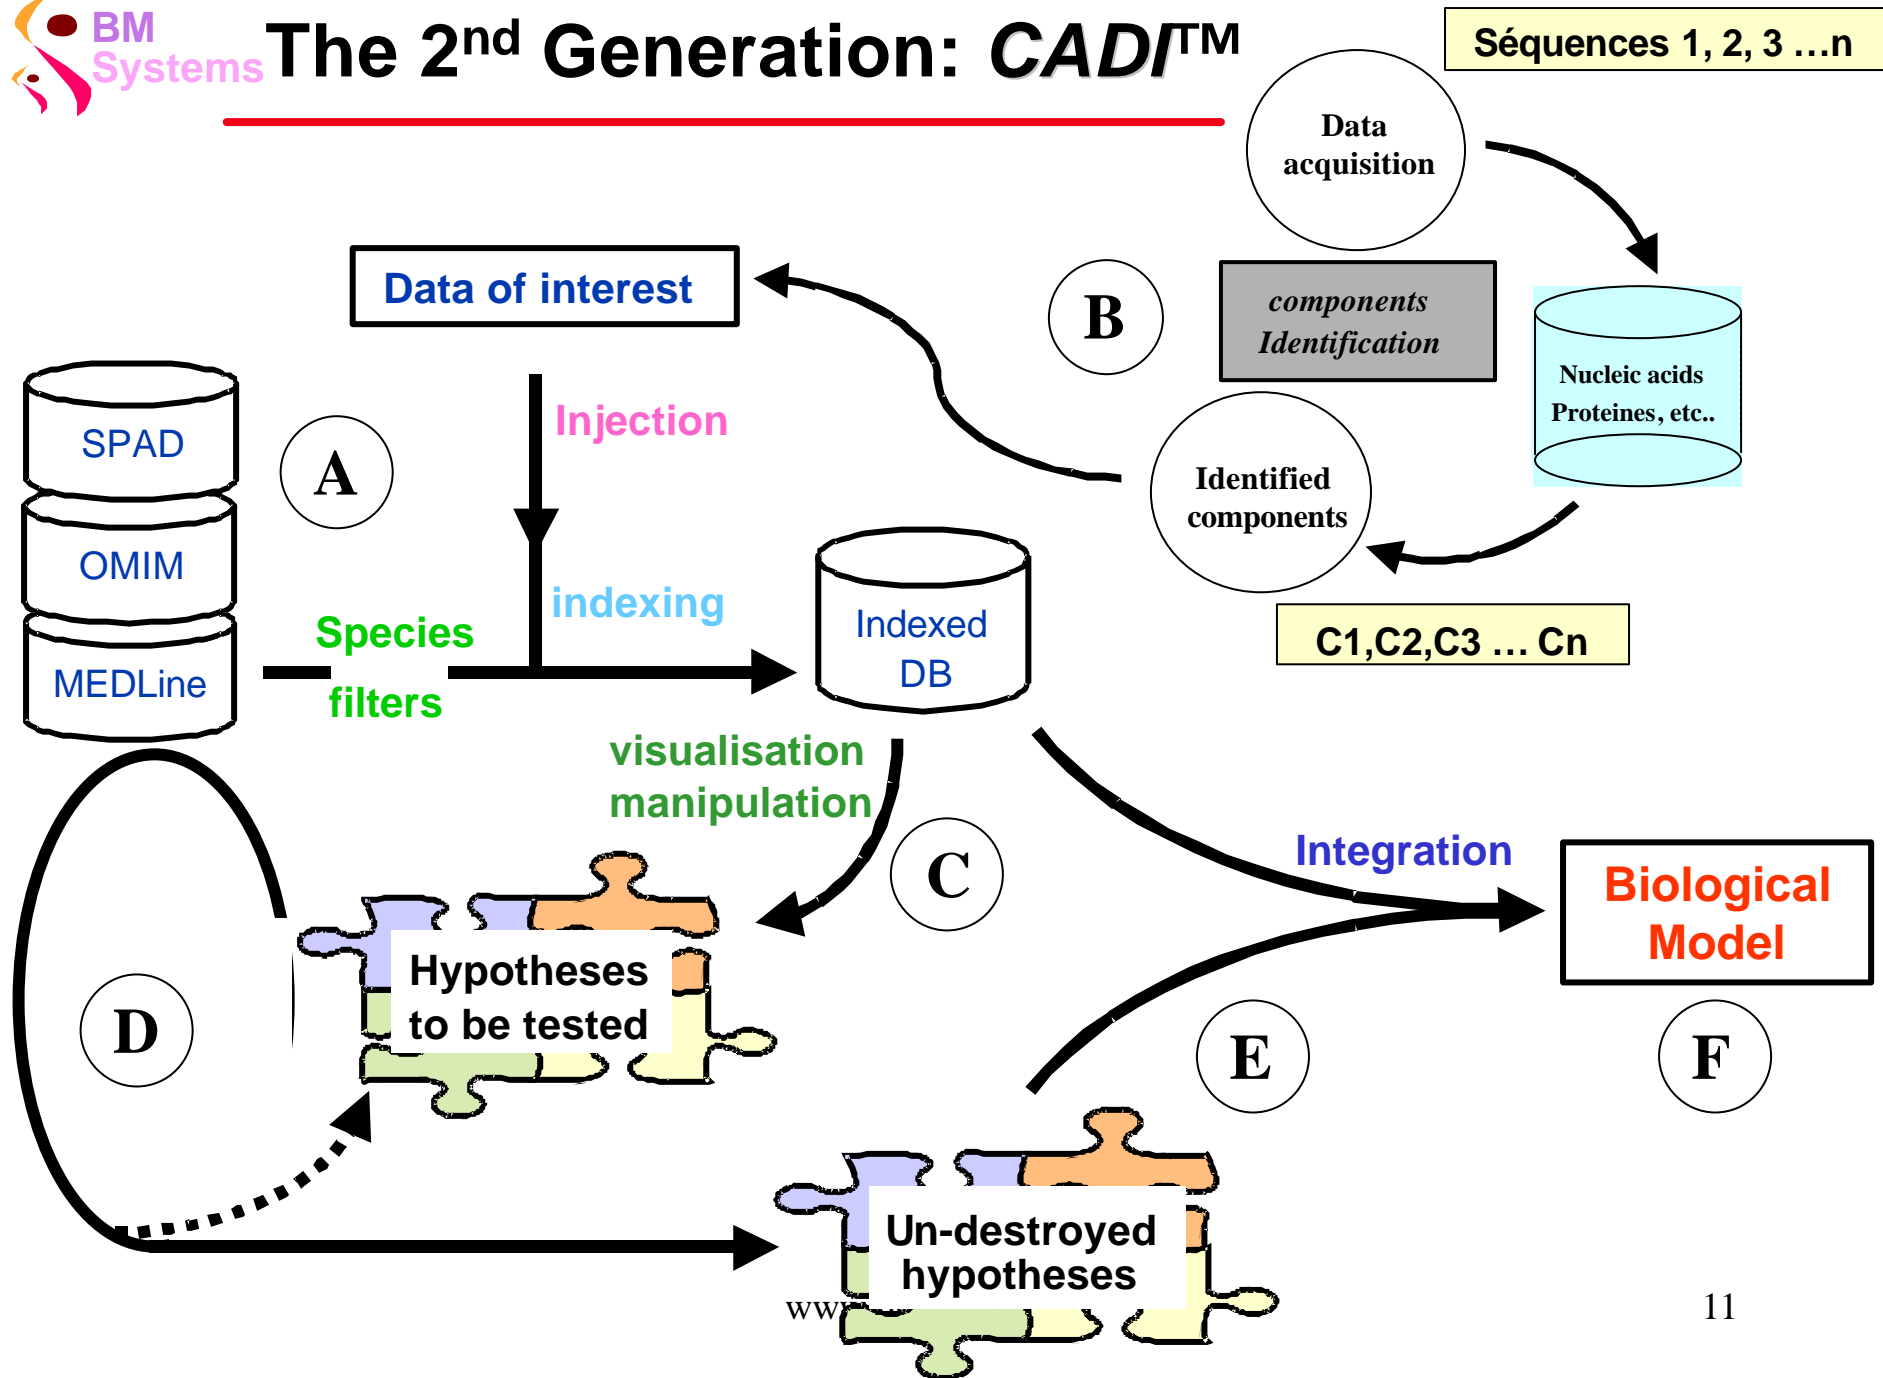 BM
Systems
The 2nd Generation: CADI™
Séquences 1, 2, 3 …n
Data
acquisition
Data of interest
B
components
Identification
Nucleic acids
Proteines, etc..
Injection
SPAD
A
Identified
components
OMIM
indexing
Species
filters
Indexed
DB
C1,C2,C3 … Cn
MEDLine
visualisation
manipulation
C
Integration
Biological
Model
Hypotheses
to be tested
D
E
F
Un-destroyed
hypotheses
11